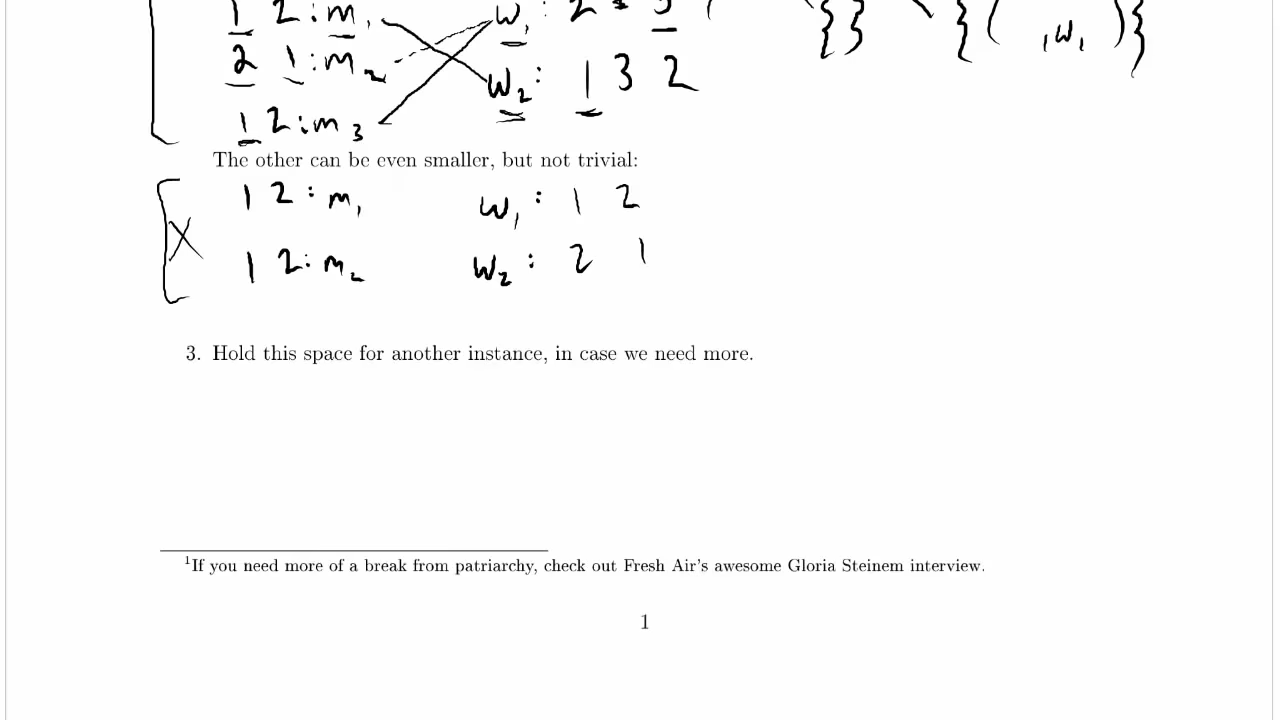 1 2 : m1 w1 : 2
2 1 : m2 w2 : 1 3 2
1 2 : m3
The other can be even smaller, but not trivial:
1 2 : m1 w1 : 1 2
1 2 : m2 w2 : 2 1
3. Hold this space for another instance, in case we need more.
1If you need more of a break from patriarchy, check out Fresh Air's awesome Gloria Steinem interview.
1